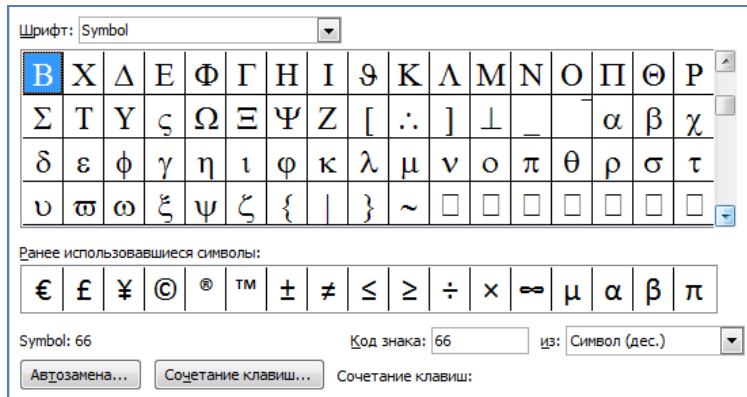 Шрифт: Symbol
Β Χ Δ Ε Φ Γ Η Ι ϑ Κ Λ Μ Ν Ο Π Θ Ρ
Σ Τ Υ ς Ω Ξ Ψ Ζ [ ∴ ] ⊥ _ ‾ α β χ
δ ε ϕ γ η ι φ κ λ μ ν ο π θ ρ σ τ
υ ϖ ω ξ ψ ζ { | } ~ □ □ □ □ □ □ □
Ранее использовавшиеся символы:
€ £ ¥ © ® ™ ± ≠ ≤ ≥ ÷ × ∞ µ α β π
Symbol: 66 Код знака: 66 из: Символ (дес.)
Автозамена... Сочетание клавиш... Сочетание клавиш: